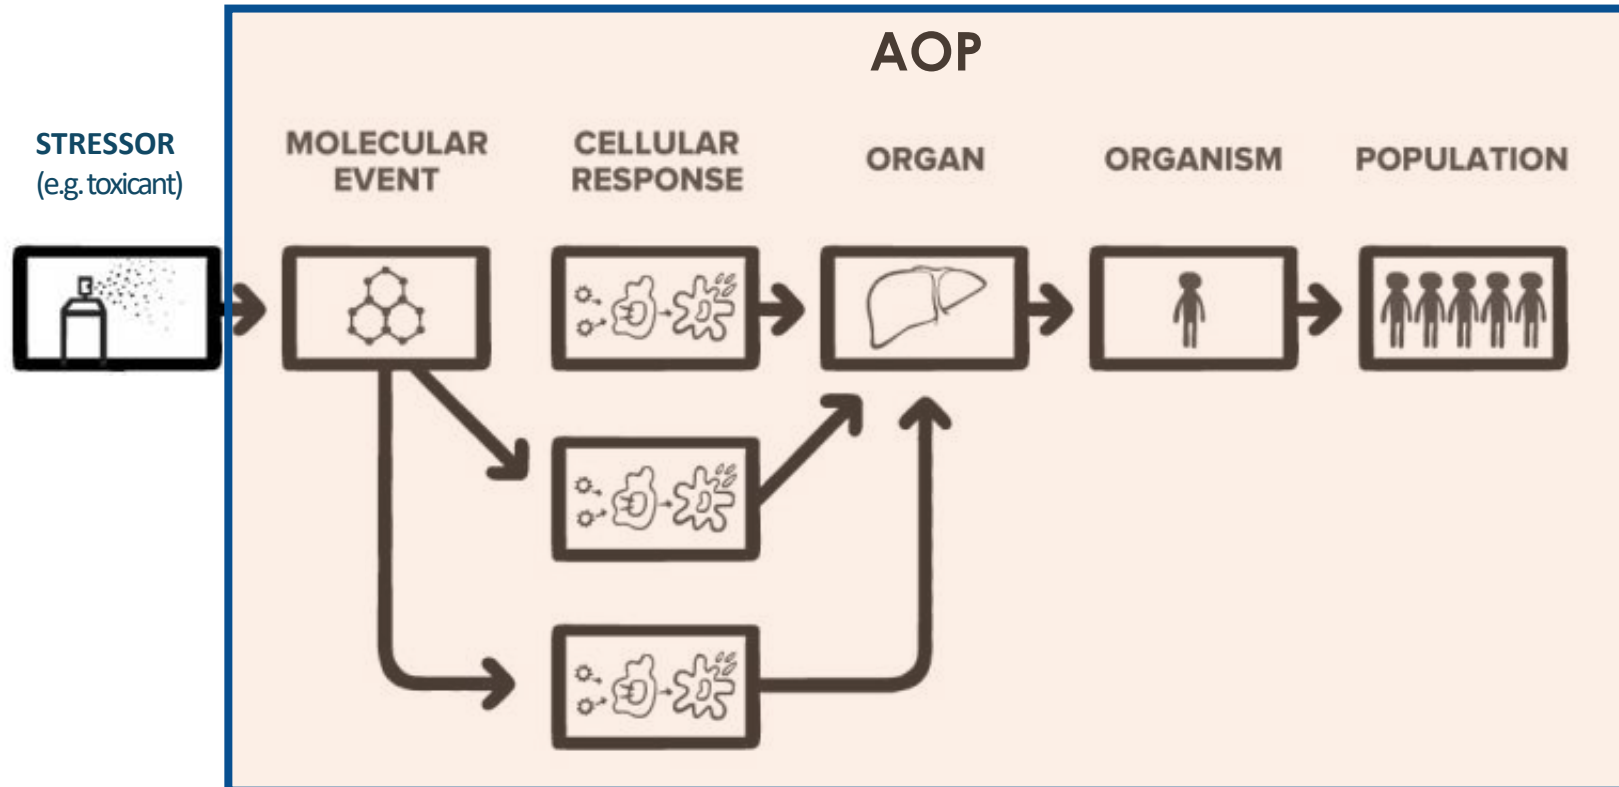 AOP
STRESSOR
(e.g. toxicant)
MOLECULAR
EVENT
CELLULAR
RESPONSE
ORGAN
ORGANISM
POPULATION